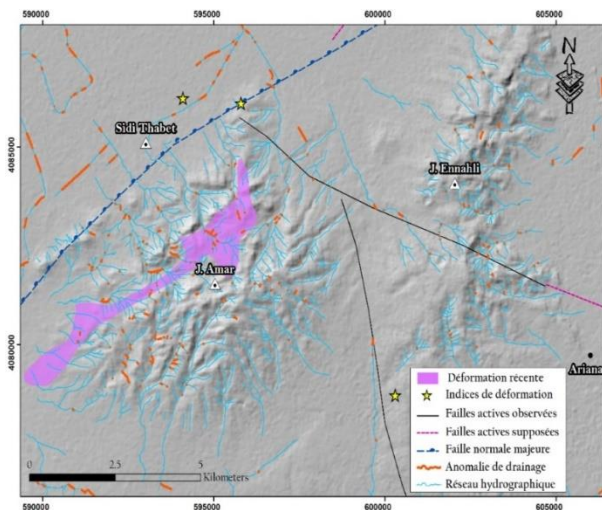 590000 595000 600000 605000
N
Sidi Thabet
4085000
4085000
J. Ennahli
J. Amar
4080000
Ariana
Déformation récente
Indices de déformation
Failles actives observées
Failles actives supposées
Faille normale majeure
Anomalie de drainage
Réseau hydrographique
0 2.5 5
Kilometers
590000 595000 600000 605000